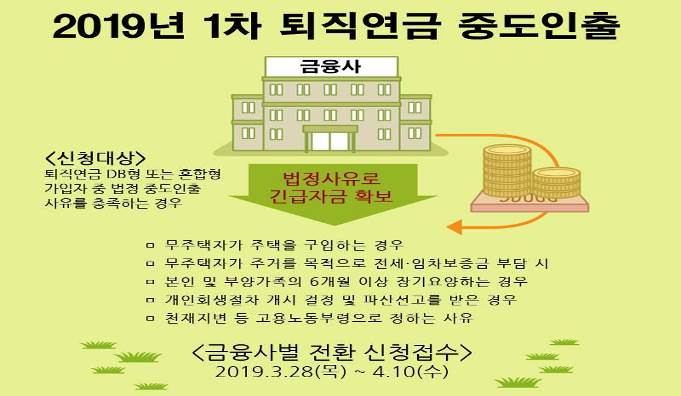 2019년 1차 퇴직연금 중도인출
금융사
<신청대상>
퇴직연금 DB형 또는 혼합형
가입자 중 법정 중도인출
사유를 충족하는 경우
법정사유로
긴급자금 확보
▫ 무주택자가 주택을 구입하는 경우
▫ 무주택자가 주거를 목적으로 전세·임차보증금 부담 시
▫ 본인 및 부양가족의 6개월 이상 장기요양하는 경우
▫ 개인회생절차 개시 결정 및 파산선고를 받은 경우
▫ 천재지변 등 고용노동부령으로 정하는 사유
<금융사별 전환 신청접수>
2019.3.28(목) ~ 4.10(수)